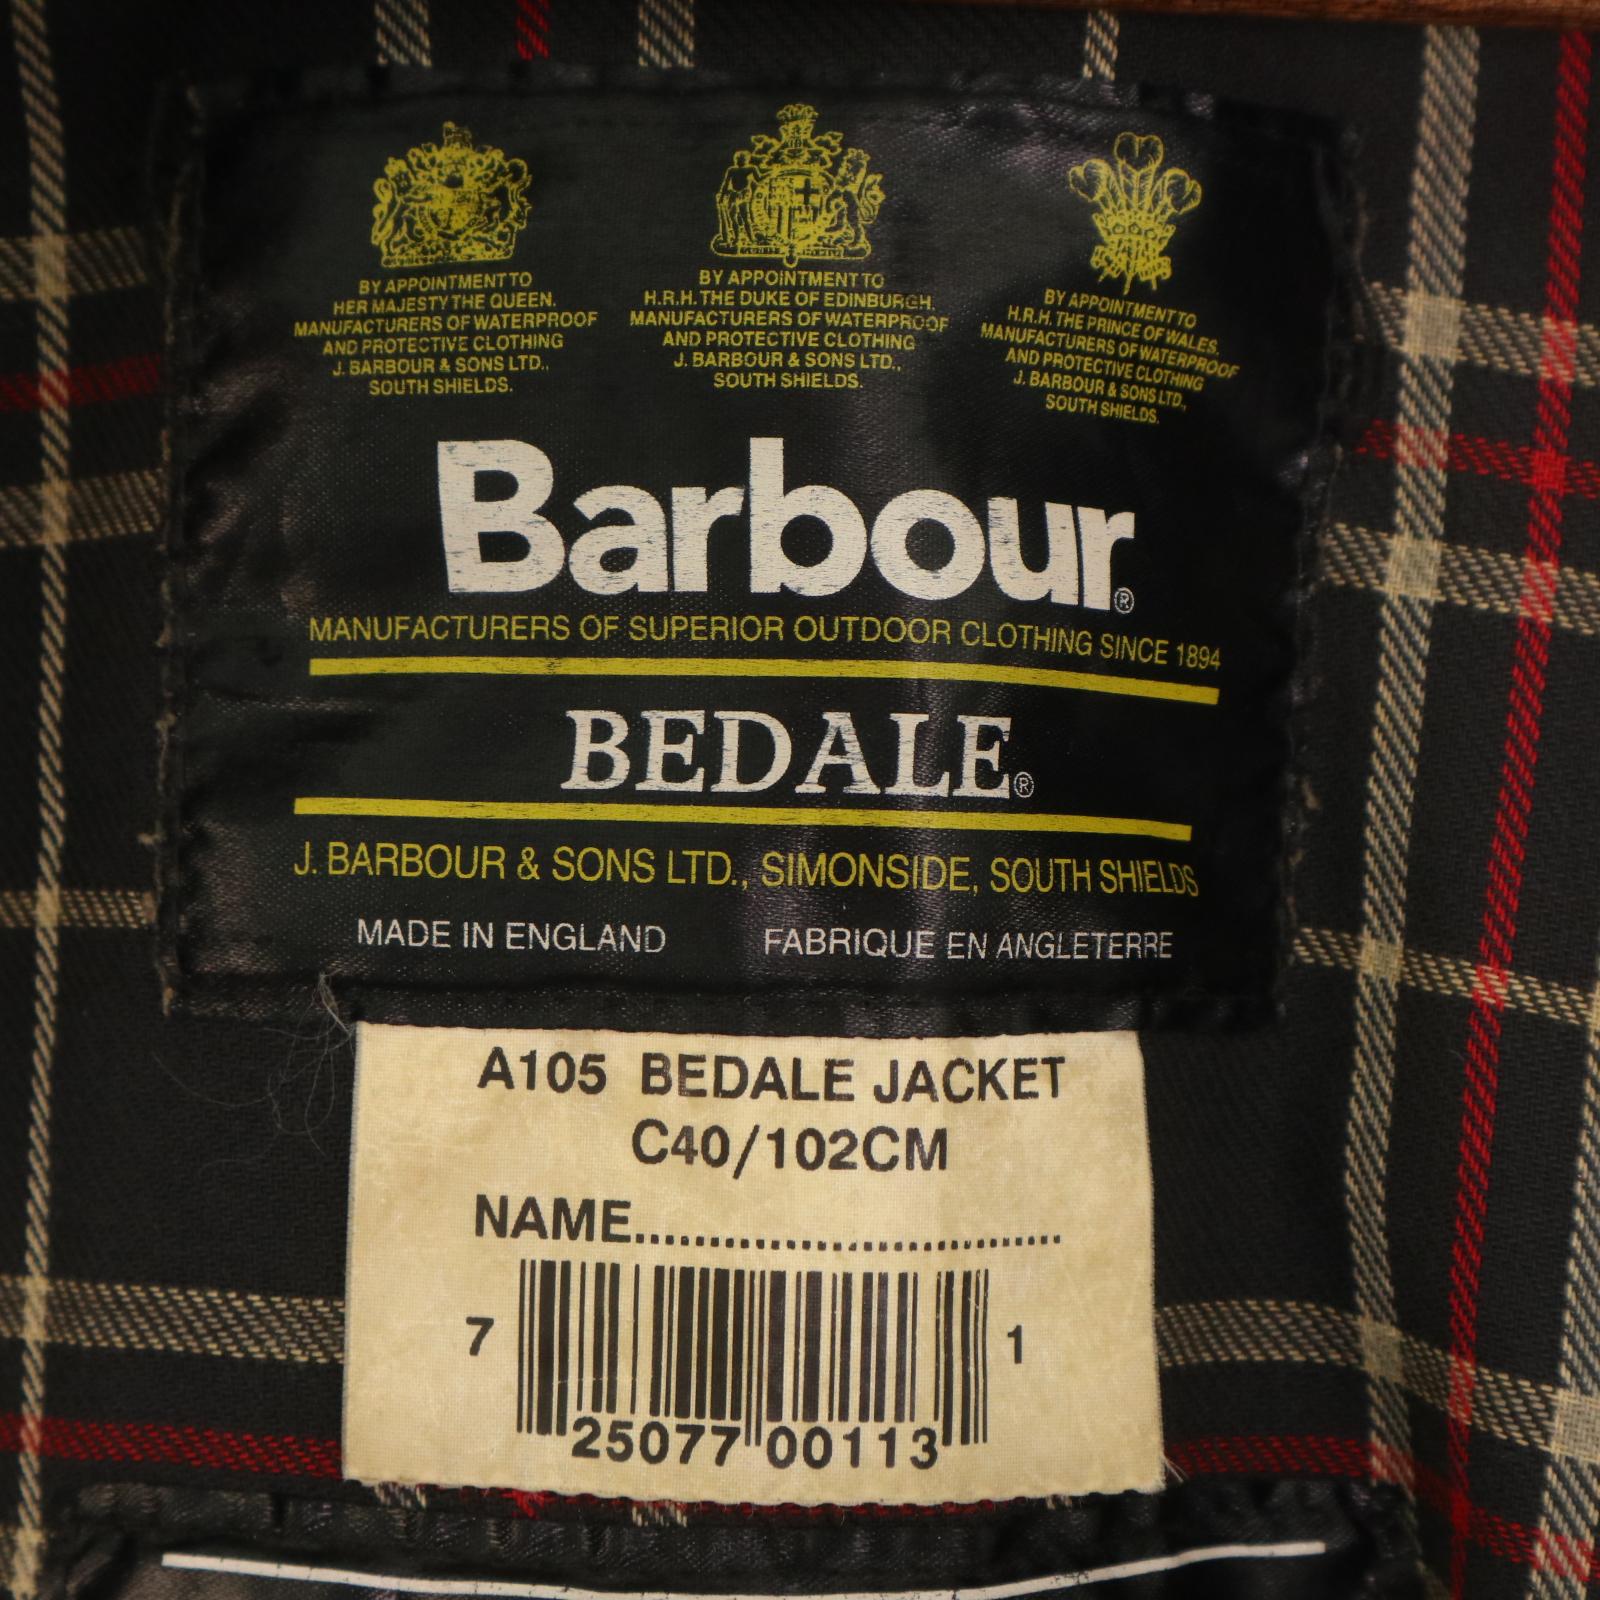 BY APPOINTMENT TO
HER MAJESTY THE QUEEN.
MANUFACTURERS OF WATERPROOF
AND PROTECTIVE CLOTHING
J. BARBOUR & SONS LTD.,
SOUTH SHIELDS.
BY APPOINTMENT TO
H.R.H. THE DUKE OF EDINBURGH.
MANUFACTURERS OF WATERPROOF
AND PROTECTIVE CLOTHING
J. BARBOUR & SONS LTD.,
SOUTH SHIELDS.
BY APPOINTMENT TO
H.R.H. THE PRINCE OF WALES.
MANUFACTURERS OF WATERPROOF
AND PROTECTIVE CLOTHING
J. BARBOUR & SONS LTD.,
SOUTH SHIELDS.
Barbour®
MANUFACTURERS OF SUPERIOR OUTDOOR CLOTHING SINCE 1894
BEDALE®
J. BARBOUR & SONS LTD., SIMONSIDE, SOUTH SHIELDS
MADE IN ENGLAND FABRIQUE EN ANGLETERRE
A105 BEDALE JACKET
C40/102CM
NAME..............................
7 25077 00113 1